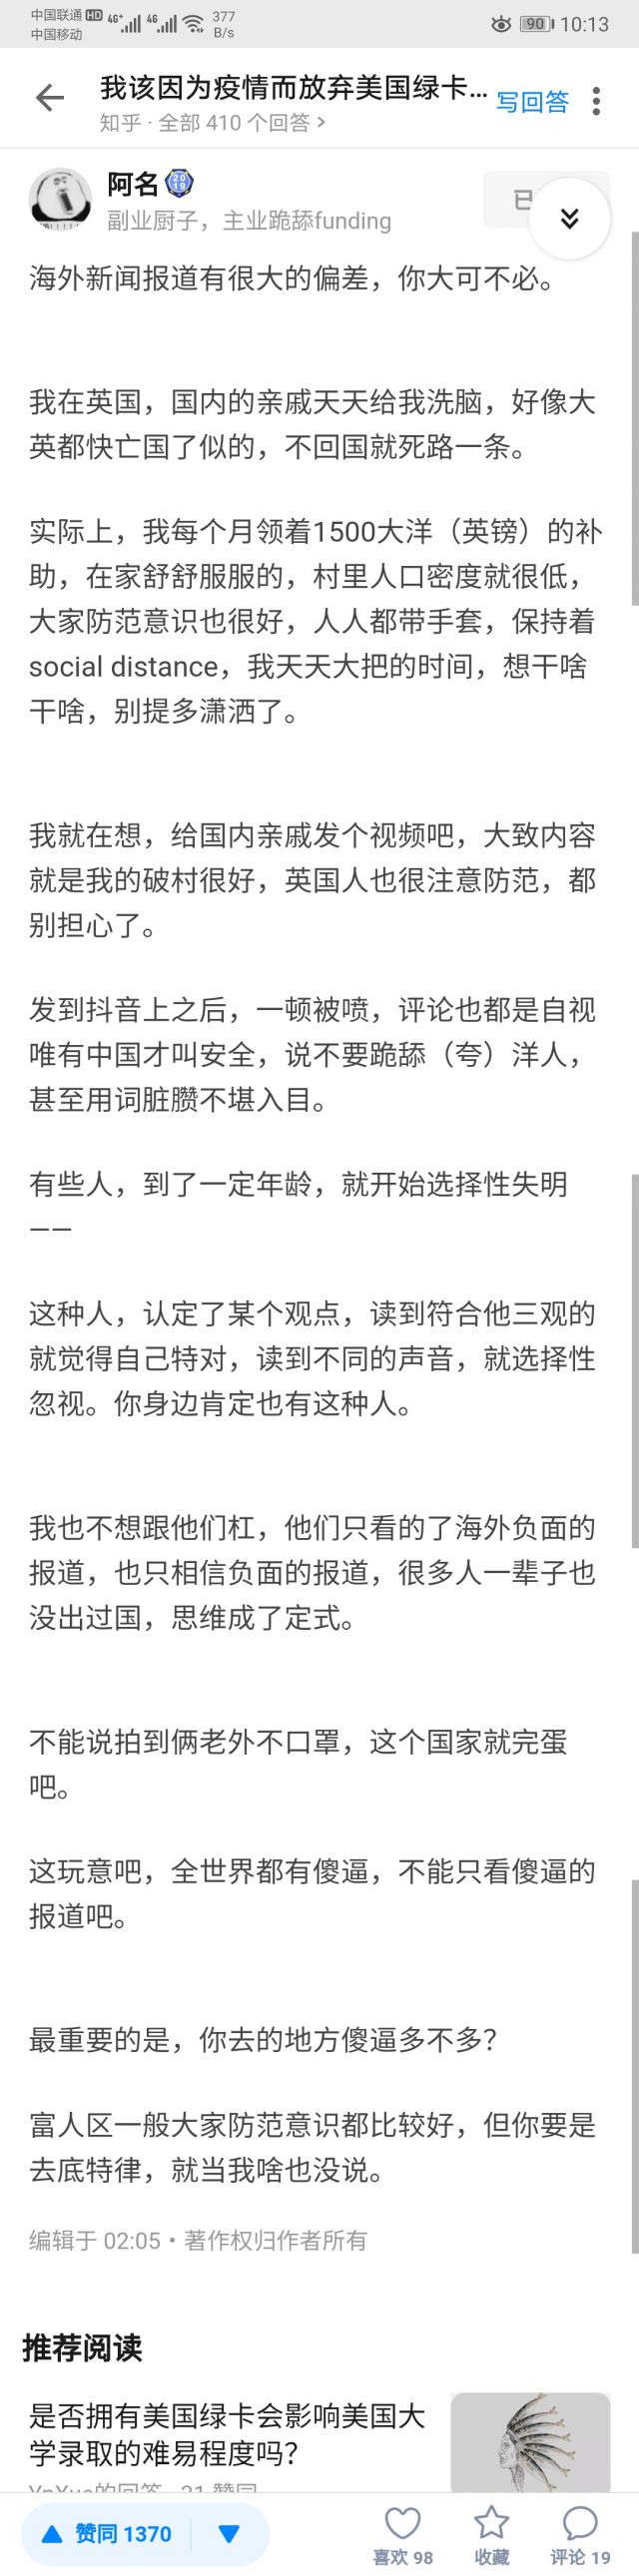 中国联通 HD 4G+ 4G 377
中国移动 B/s 90 10:13
我该因为疫情而放弃美国绿卡... 写回答
知乎 · 全部 410 个回答 >
阿名 2019
副业厨子，主业跪舔funding
海外新闻报道有很大的偏差，你大可不必。
我在英国，国内的亲戚天天给我洗脑，好像大
英都快亡国了似的，不回国就死路一条。
实际上，我每个月领着1500大洋（英镑）的补
助，在家舒舒服服的，村里人口密度就很低，
大家防范意识也很好，人人都带手套，保持着
social distance，我天天大把的时间，想干啥
干啥，别提多潇洒了。
我就在想，给国内亲戚发个视频吧，大致内容
就是我的破村很好，英国人也很注意防范，都
别担心了。
发到抖音上之后，一顿被喷，评论也都是自视
唯有中国才叫安全，说不要跪舔（夸）洋人，
甚至用词脏臜不堪入目。
有些人，到了一定年龄，就开始选择性失明
——
这种人，认定了某个观点，读到符合他三观的
就觉得自己特对，读到不同的声音，就选择性
忽视。你身边肯定也有这种人。
我也不想跟他们杠，他们只看的了海外负面的
报道，也只相信负面的报道，很多人一辈子也
没出过国，思维成了定式。
不能说拍到俩老外不口罩，这个国家就完蛋
吧。
这玩意吧，全世界都有傻逼，不能只看傻逼的
报道吧。
最重要的是，你去的地方傻逼多不多？
富人区一般大家防范意识都比较好，但你要是
去底特律，就当我啥也没说。
编辑于 02:05 · 著作权归作者所有
推荐阅读
是否拥有美国绿卡会影响美国大
学录取的难易程度吗？
赞同 1370
喜欢 98 收藏 评论 19